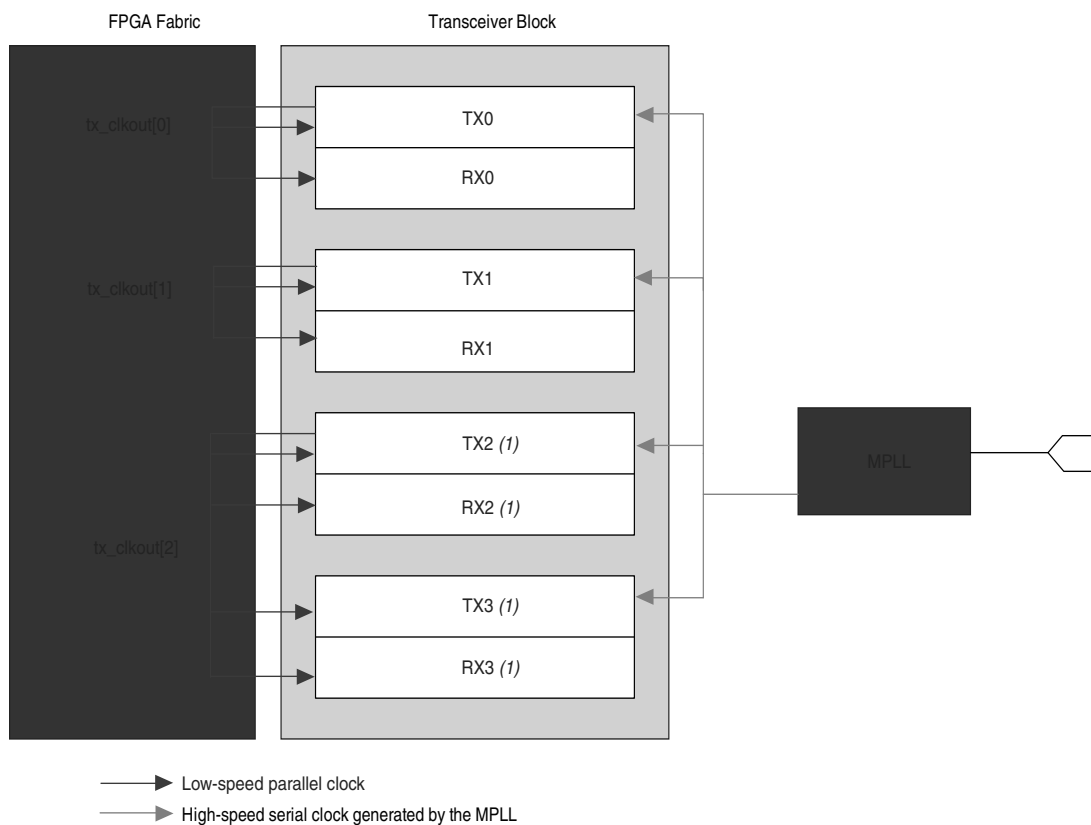 FPGA Fabric
Transceiver Block
tx_clkout[0]
TX0
RX0
tx_clkout[1]
TX1
RX1
TX2 (1)
MPLL
RX2 (1)
tx_clkout[2]
TX3 (1)
RX3 (1)
Low-speed parallel clock
High-speed serial clock generated by the MPLL